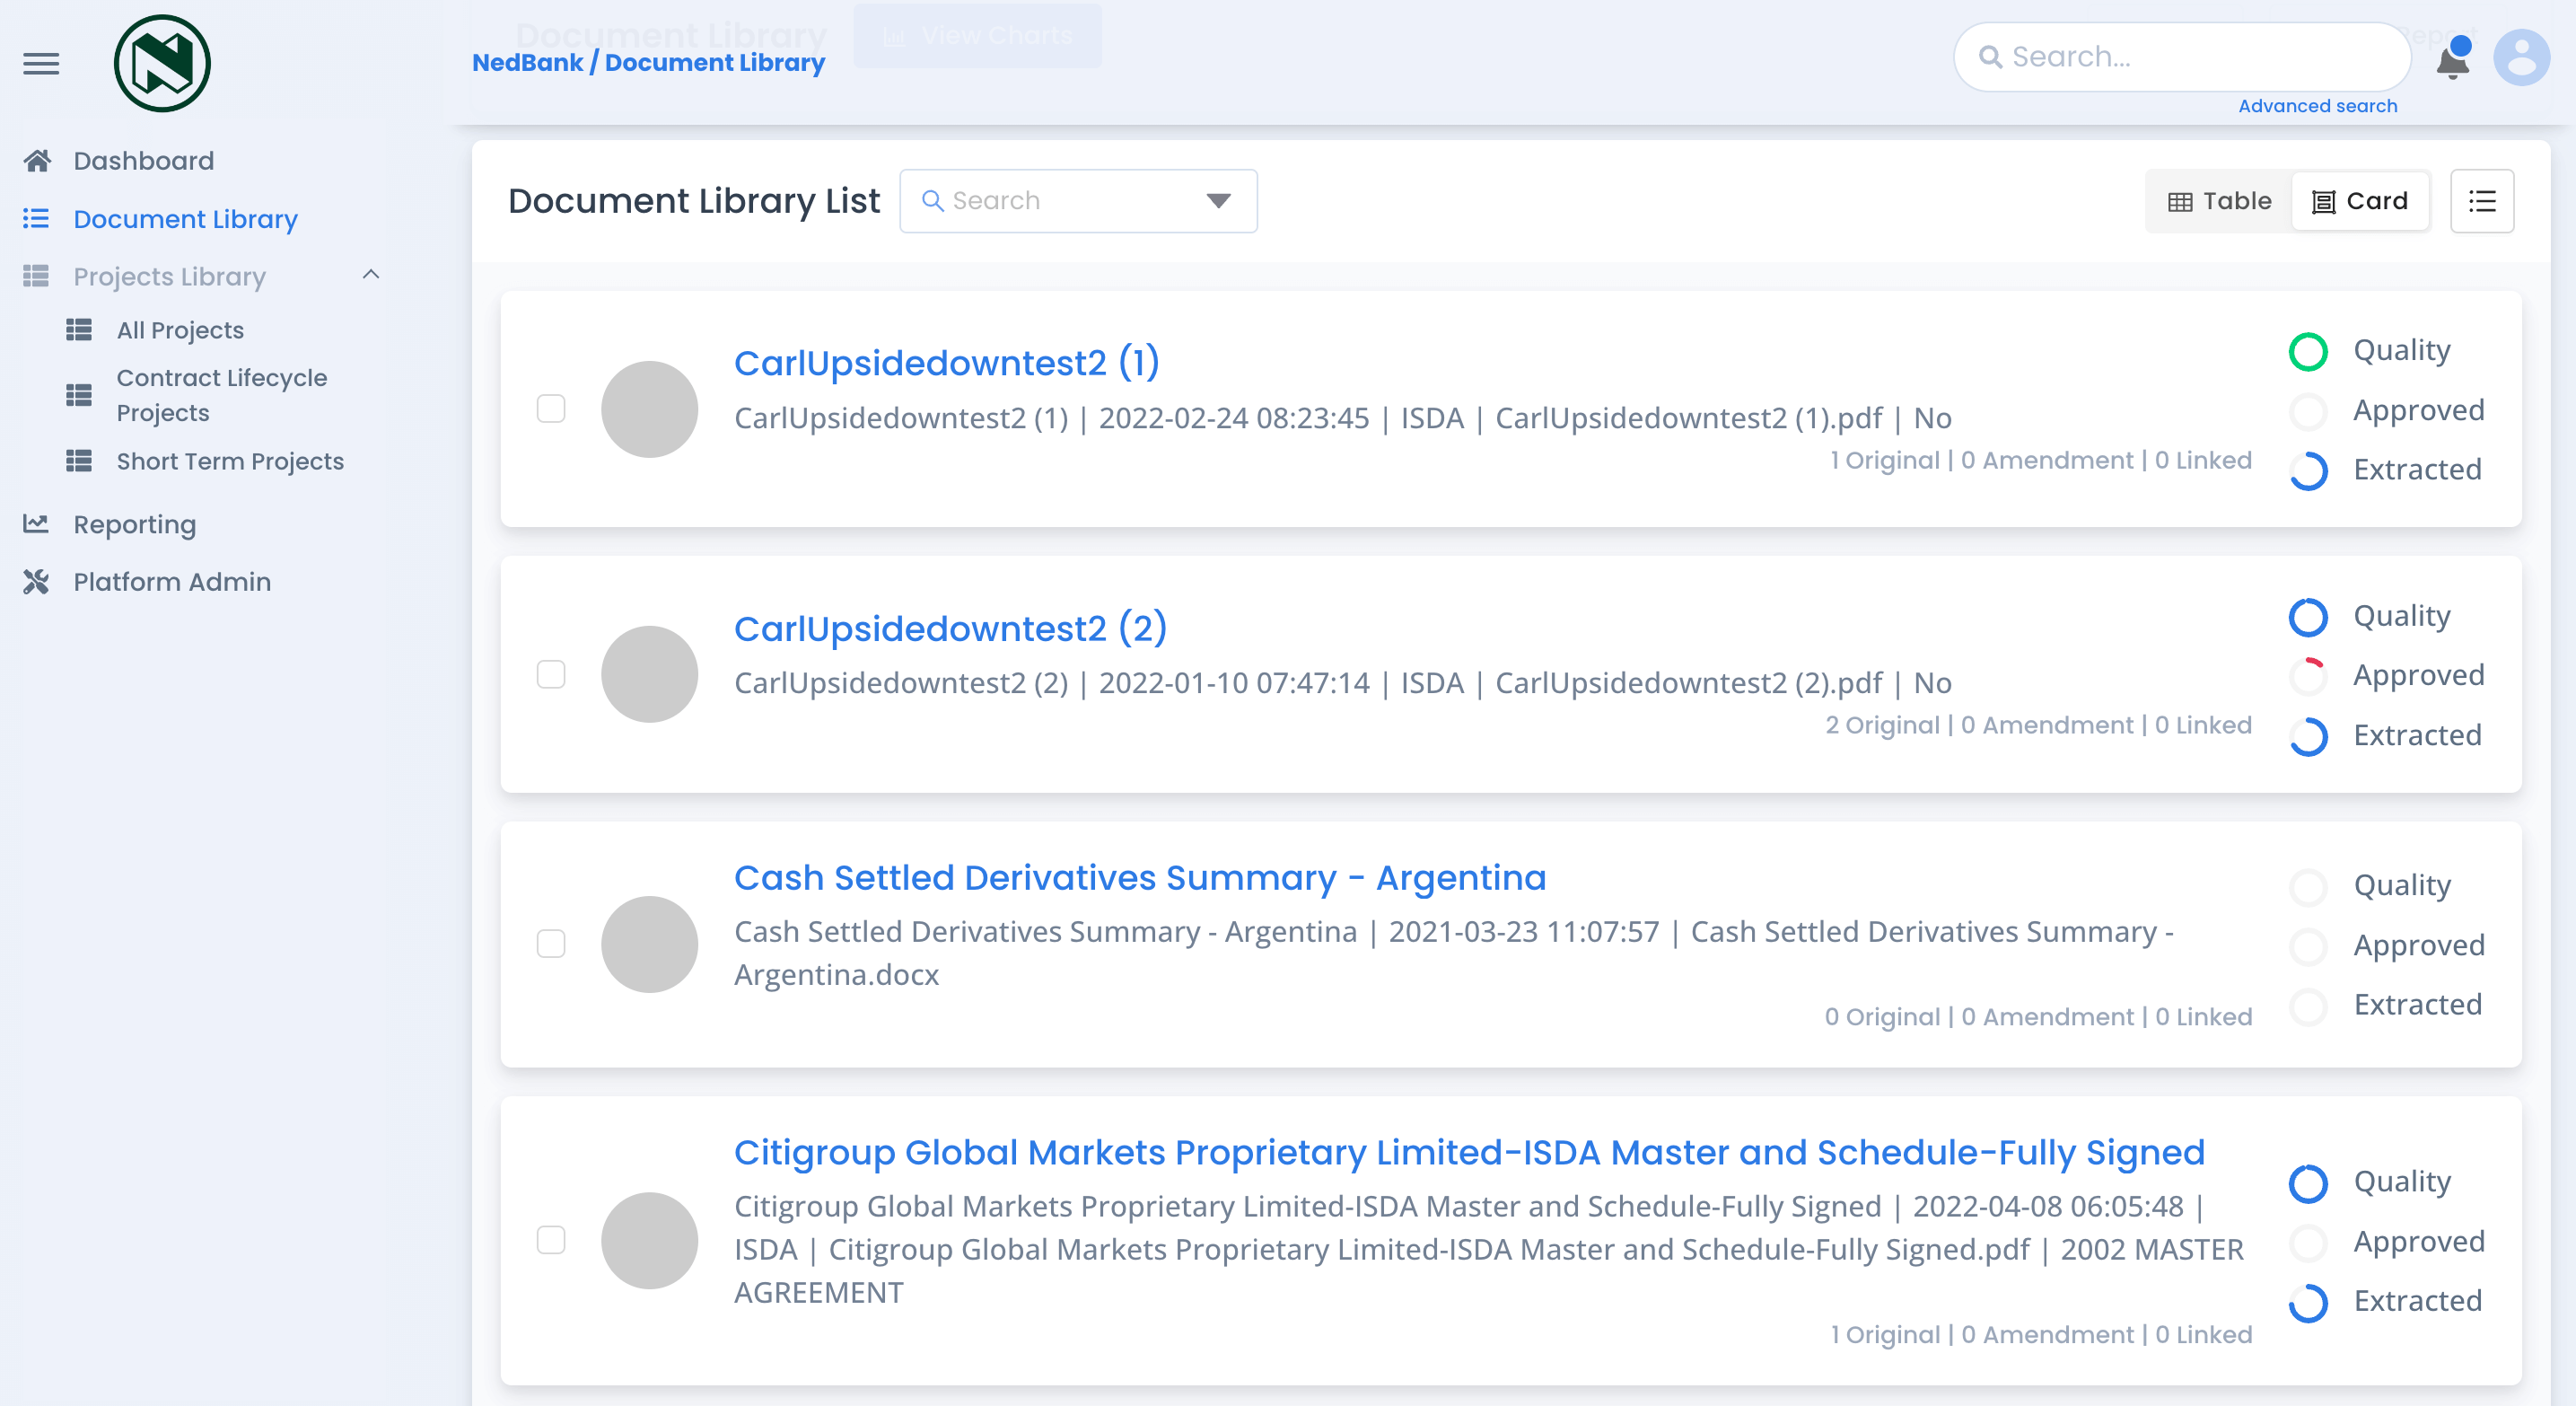 Document Library
View Charts
NedBank / Document Library
Search...
Advanced search
Dashboard
Document Library
Projects Library
All Projects
Contract Lifecycle
Projects
Short Term Projects
Reporting
Platform Admin
Document Library List
Search
Table
Card
CarlUpsidedowntest2 (1)
CarlUpsidedowntest2 (1) | 2022-02-24 08:23:45 | ISDA | CarlUpsidedowntest2 (1).pdf | No
1 Original | 0 Amendment | 0 Linked
Quality
Approved
Extracted
CarlUpsidedowntest2 (2)
CarlUpsidedowntest2 (2) | 2022-01-10 07:47:14 | ISDA | CarlUpsidedowntest2 (2).pdf | No
2 Original | 0 Amendment | 0 Linked
Quality
Approved
Extracted
Cash Settled Derivatives Summary - Argentina
Cash Settled Derivatives Summary - Argentina | 2021-03-23 11:07:57 | Cash Settled Derivatives Summary -
Argentina.docx
0 Original | 0 Amendment | 0 Linked
Quality
Approved
Extracted
Citigroup Global Markets Proprietary Limited-ISDA Master and Schedule-Fully Signed
Citigroup Global Markets Proprietary Limited-ISDA Master and Schedule-Fully Signed | 2022-04-08 06:05:48 |
ISDA | Citigroup Global Markets Proprietary Limited-ISDA Master and Schedule-Fully Signed.pdf | 2002 MASTER
AGREEMENT
1 Original | 0 Amendment | 0 Linked
Quality
Approved
Extracted